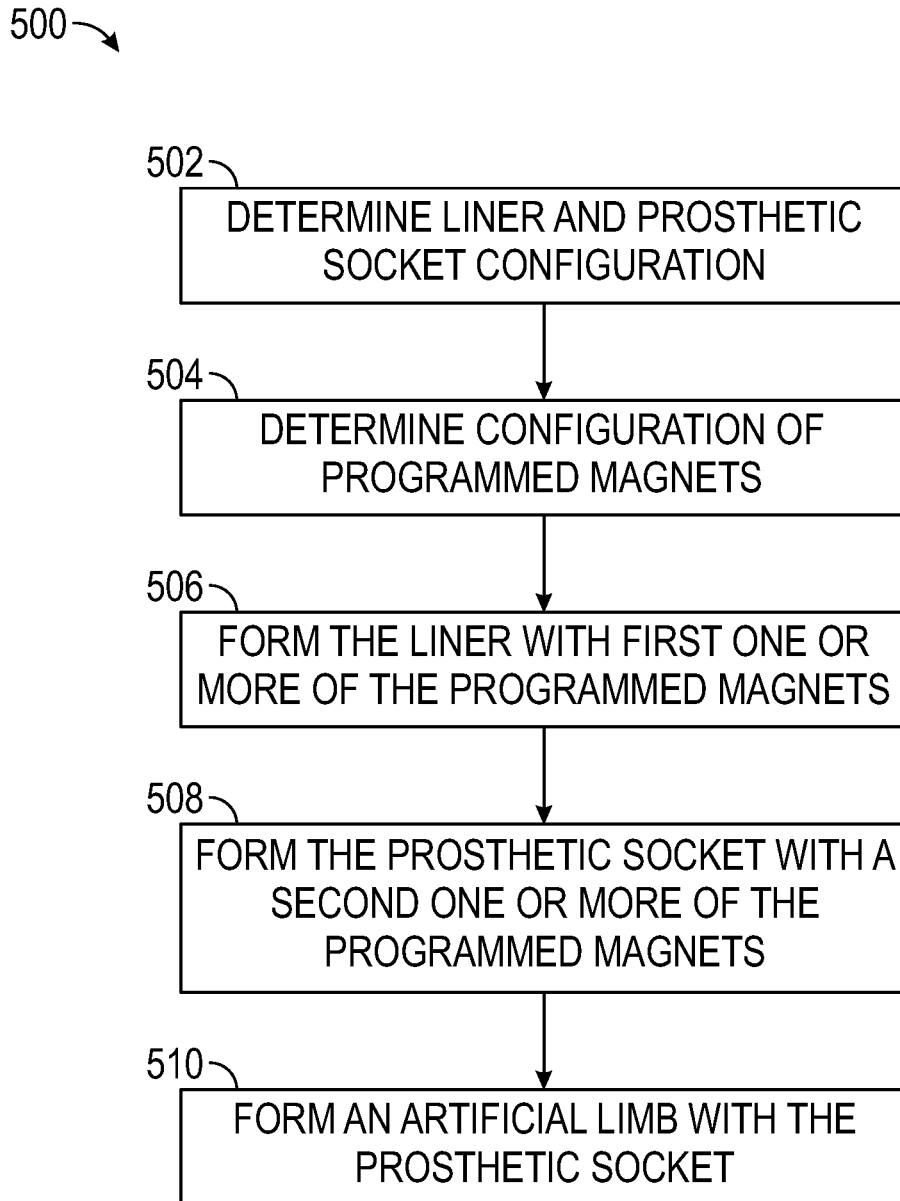 500
502
DETERMINE LINER AND PROSTHETIC
SOCKET CONFIGURATION
504
DETERMINE CONFIGURATION OF
PROGRAMMED MAGNETS
506
FORM THE LINER WITH FIRST ONE OR
MORE OF THE PROGRAMMED MAGNETS
508
FORM THE PROSTHETIC SOCKET WITH A
SECOND ONE OR MORE OF THE
PROGRAMMED MAGNETS
510
FORM AN ARTIFICIAL LIMB WITH THE
PROSTHETIC SOCKET